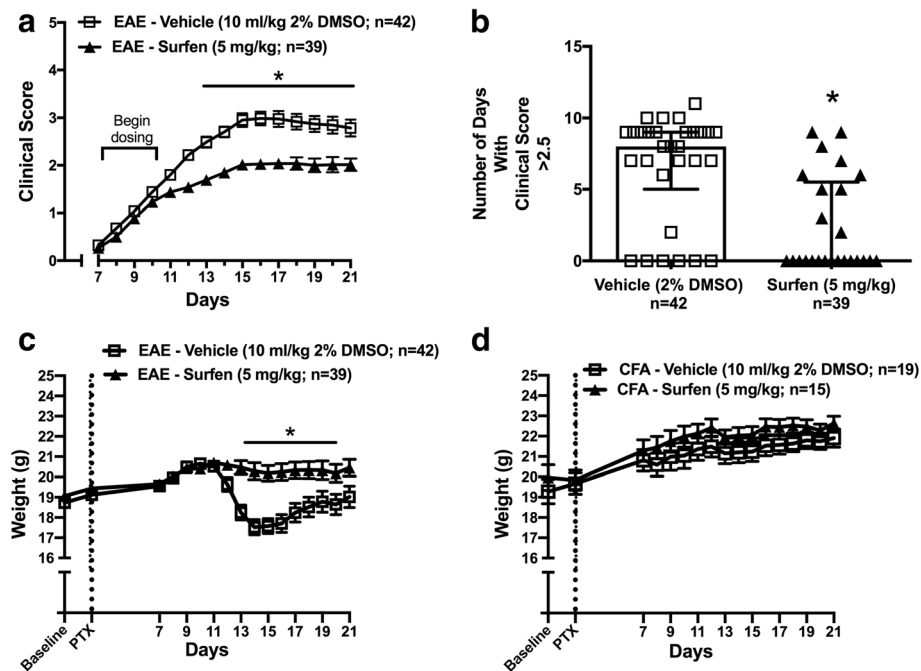 a
EAE - Vehicle (10 ml/kg 2% DMSO; n=42)
EAE - Surfen (5 mg/kg; n=39)
*
Begin
dosing
Clinical Score
5
4
3
2
1
0
7 9 11 13 15 17 19 21
Days
b
*
Number of Days
With
Clinical Score
>2.5
15
10
5
0
Vehicle (2% DMSO)
n=42
Surfen (5 mg/kg)
n=39
c
EAE - Vehicle (10 ml/kg 2% DMSO; n=42)
EAE - Surfen (5 mg/kg; n=39)
*
Weight (g)
25
24
23
22
21
20
19
18
17
16
Baseline PTX 7 9 11 13 15 17 19 21
Days
d
CFA - Vehicle (10 ml/kg 2% DMSO; n=19)
CFA - Surfen (5 mg/kg; n=15)
Weight (g)
25
24
23
22
21
20
19
18
17
16
Baseline PTX 7 9 11 13 15 17 19 21
Days